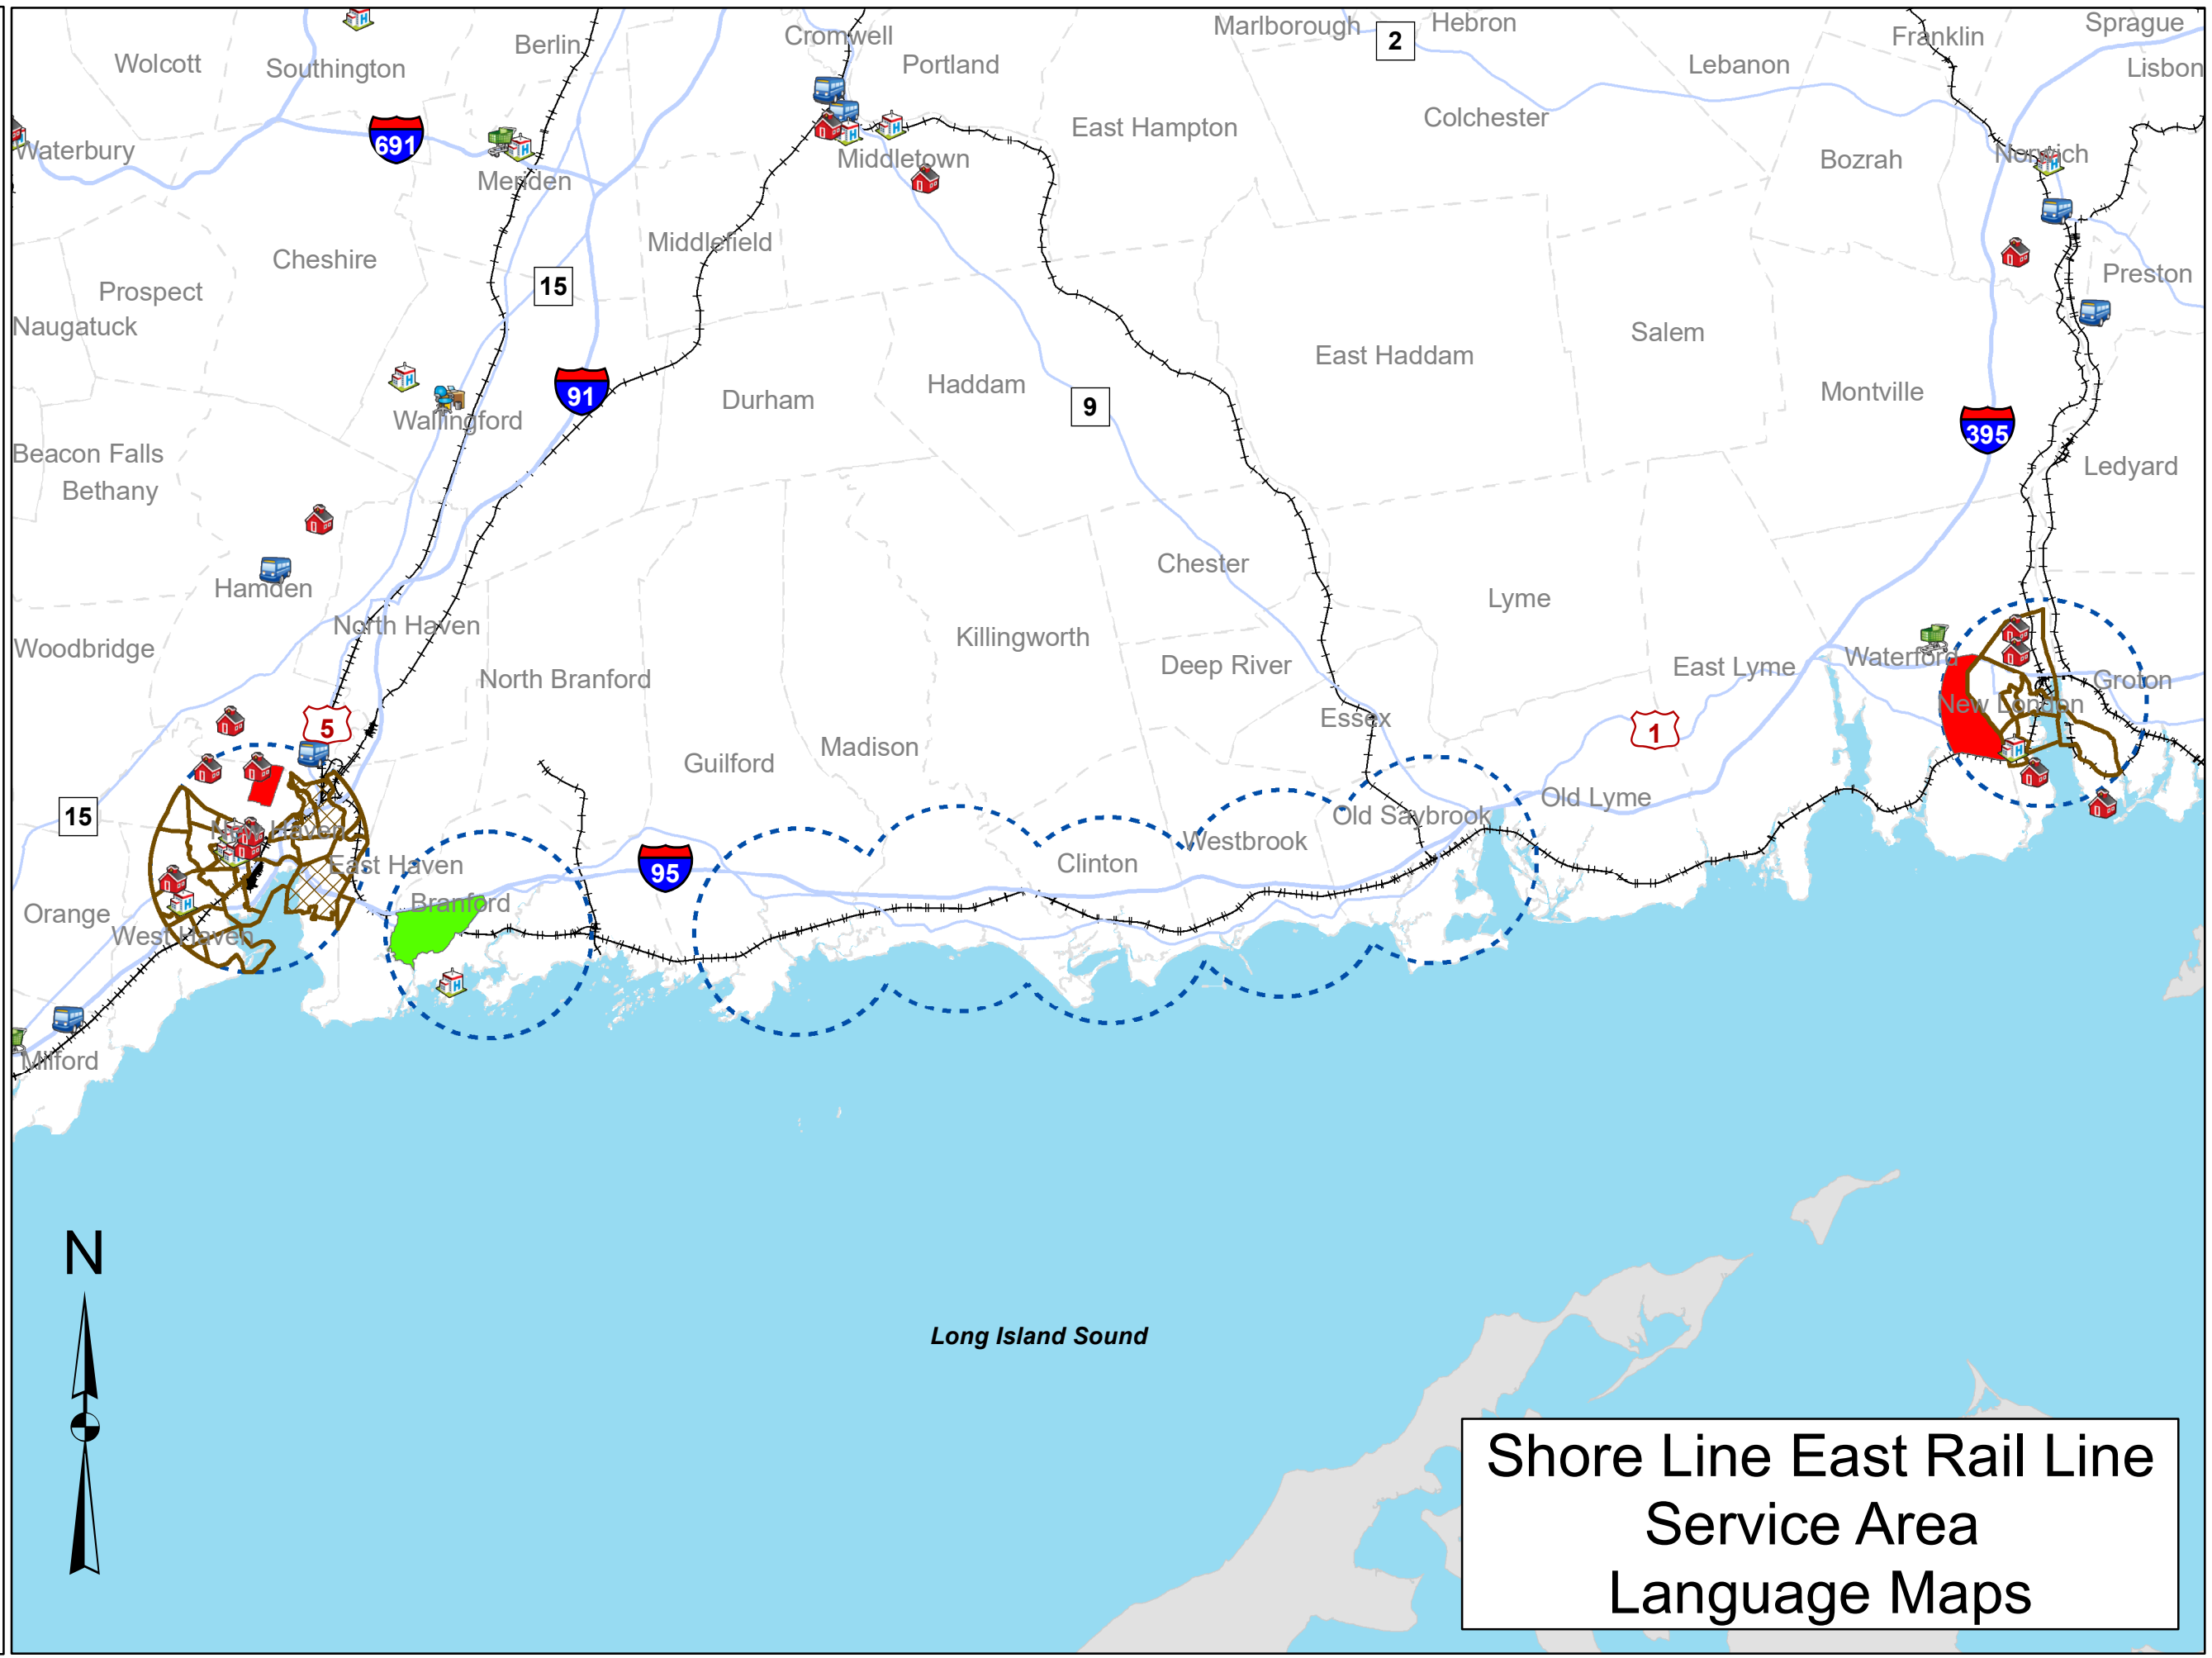 Marlborough
Hebron
Sprague
Cromwell
Franklin
2
Berlin
Wolcott
Southington
Portland
Lebanon
Lisbon
Colchester
East Hampton
691
Waterbury
Middletown
Bozrah
Norwich
Meriden
Middlefield
Cheshire
Preston
15
Prospect
Naugatuck
Salem
East Haddam
Haddam
91
Durham
9
Montville
Wallingford
395
Beacon Falls
Ledyard
Bethany
Chester
Hamden
Lyme
North Haven
Killingworth
Woodbridge
Waterford
Deep River
East Lyme
North Branford
Groton
New London
Essex
5
1
Madison
Guilford
Old Lyme
15
Old Saybrook
New Haven
Westbrook
East Haven
Clinton
95
Branford
Orange
West Haven
Milford
N
Long Island Sound
Shore Line East Rail Line
Service Area
Language Maps